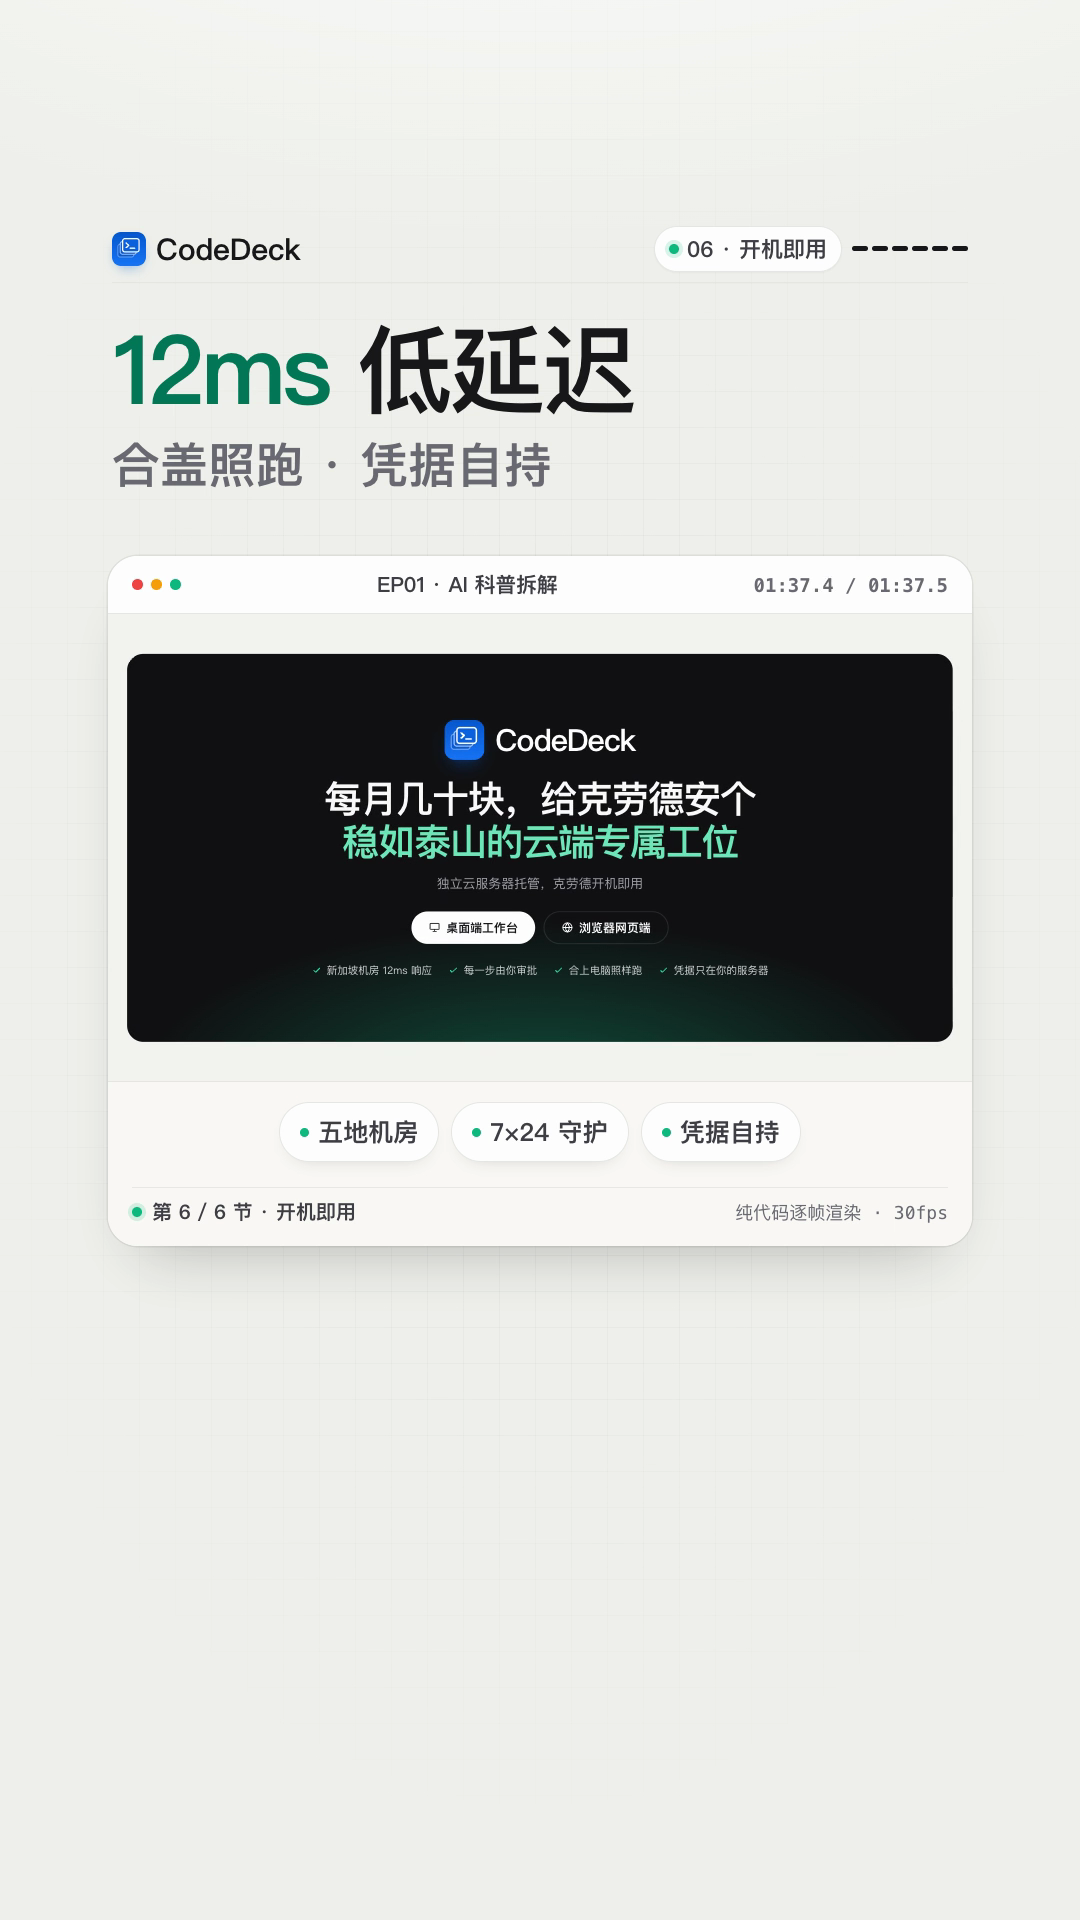 CodeDeck
06 · 开机即用
12ms 低延迟
合盖照跑 · 凭据自持
EP01 · AI 科普拆解
01:37.4 / 01:37.5
CodeDeck
每月几十块，给克劳德安个
稳如泰山的云端专属工位
独立云服务器托管，克劳德开机即用
桌面端工作台
浏览器网页端
新加坡机房 12ms 响应
每一步由你审批
合上电脑照样跑
凭据只在你的服务器
五地机房
7×24 守护
凭据自持
第 6 / 6 节 · 开机即用
纯代码逐帧渲染 · 30fps